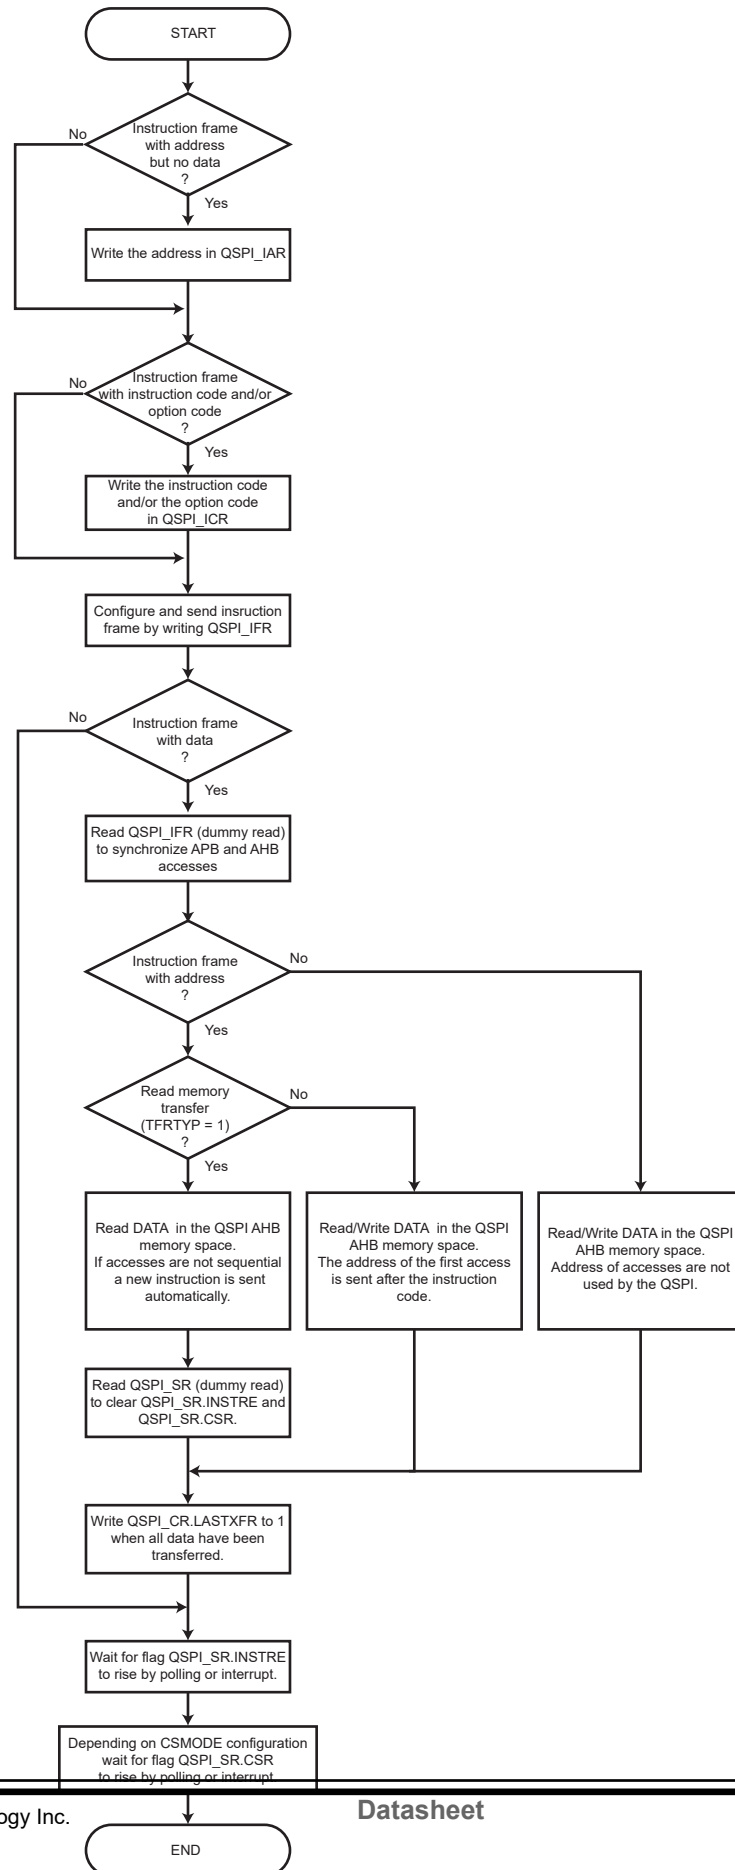 START
Instruction frame
with address
but no data
?
No
Yes
Write the address in QSPI_IAR
Instruction frame
with instruction code and/or
option code
?
No
Yes
Write the instruction code
and/or the option code
in QSPI_ICR
Configure and send insruction
frame by writing QSPI_IFR
Instruction frame
with data
?
No
Yes
Read QSPI_IFR (dummy read)
to synchronize APB and AHB
accesses
Instruction frame
with address
?
No
Yes
Read memory
transfer
(TFRTYP = 1)
?
No
Yes
Read DATA in the QSPI AHB
memory space.
If accesses are not sequential
a new instruction is sent
automatically.
Read/Write DATA in the QSPI
AHB memory space.
The address of the first access
is sent after the instruction
code.
Read/Write DATA in the QSPI
AHB memory space.
Address of accesses are not
used by the QSPI.
Read QSPI_SR (dummy read)
to clear QSPI_SR.INSTRE and
QSPI_SR.CSR.
Write QSPI_CR.LASTXFR to 1
when all data have been
transferred.
Wait for flag QSPI_SR.INSTRE
to rise by polling or interrupt.
Depending on CSMODE configuration
wait for flag QSPI_SR.CSR
to rise by polling or interrupt
ogy Inc.
Datasheet
END